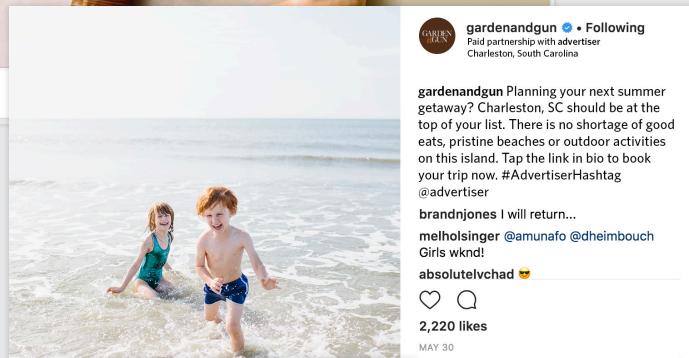 GARDEN
&GUN
gardenandgun • Following
Paid partnership with advertiser
Charleston, South Carolina
gardenandgun Planning your next summer
getaway? Charleston, SC should be at the
top of your list. There is no shortage of good
eats, pristine beaches or outdoor activities
on this island. Tap the link in bio to book
your trip now. #AdvertiserHashtag
@advertiser
brandnjones I will return...
melholsinger @amunafo @dheimbouch
Girls wknd!
absolutelvchad 😎
2,220 likes
MAY 30